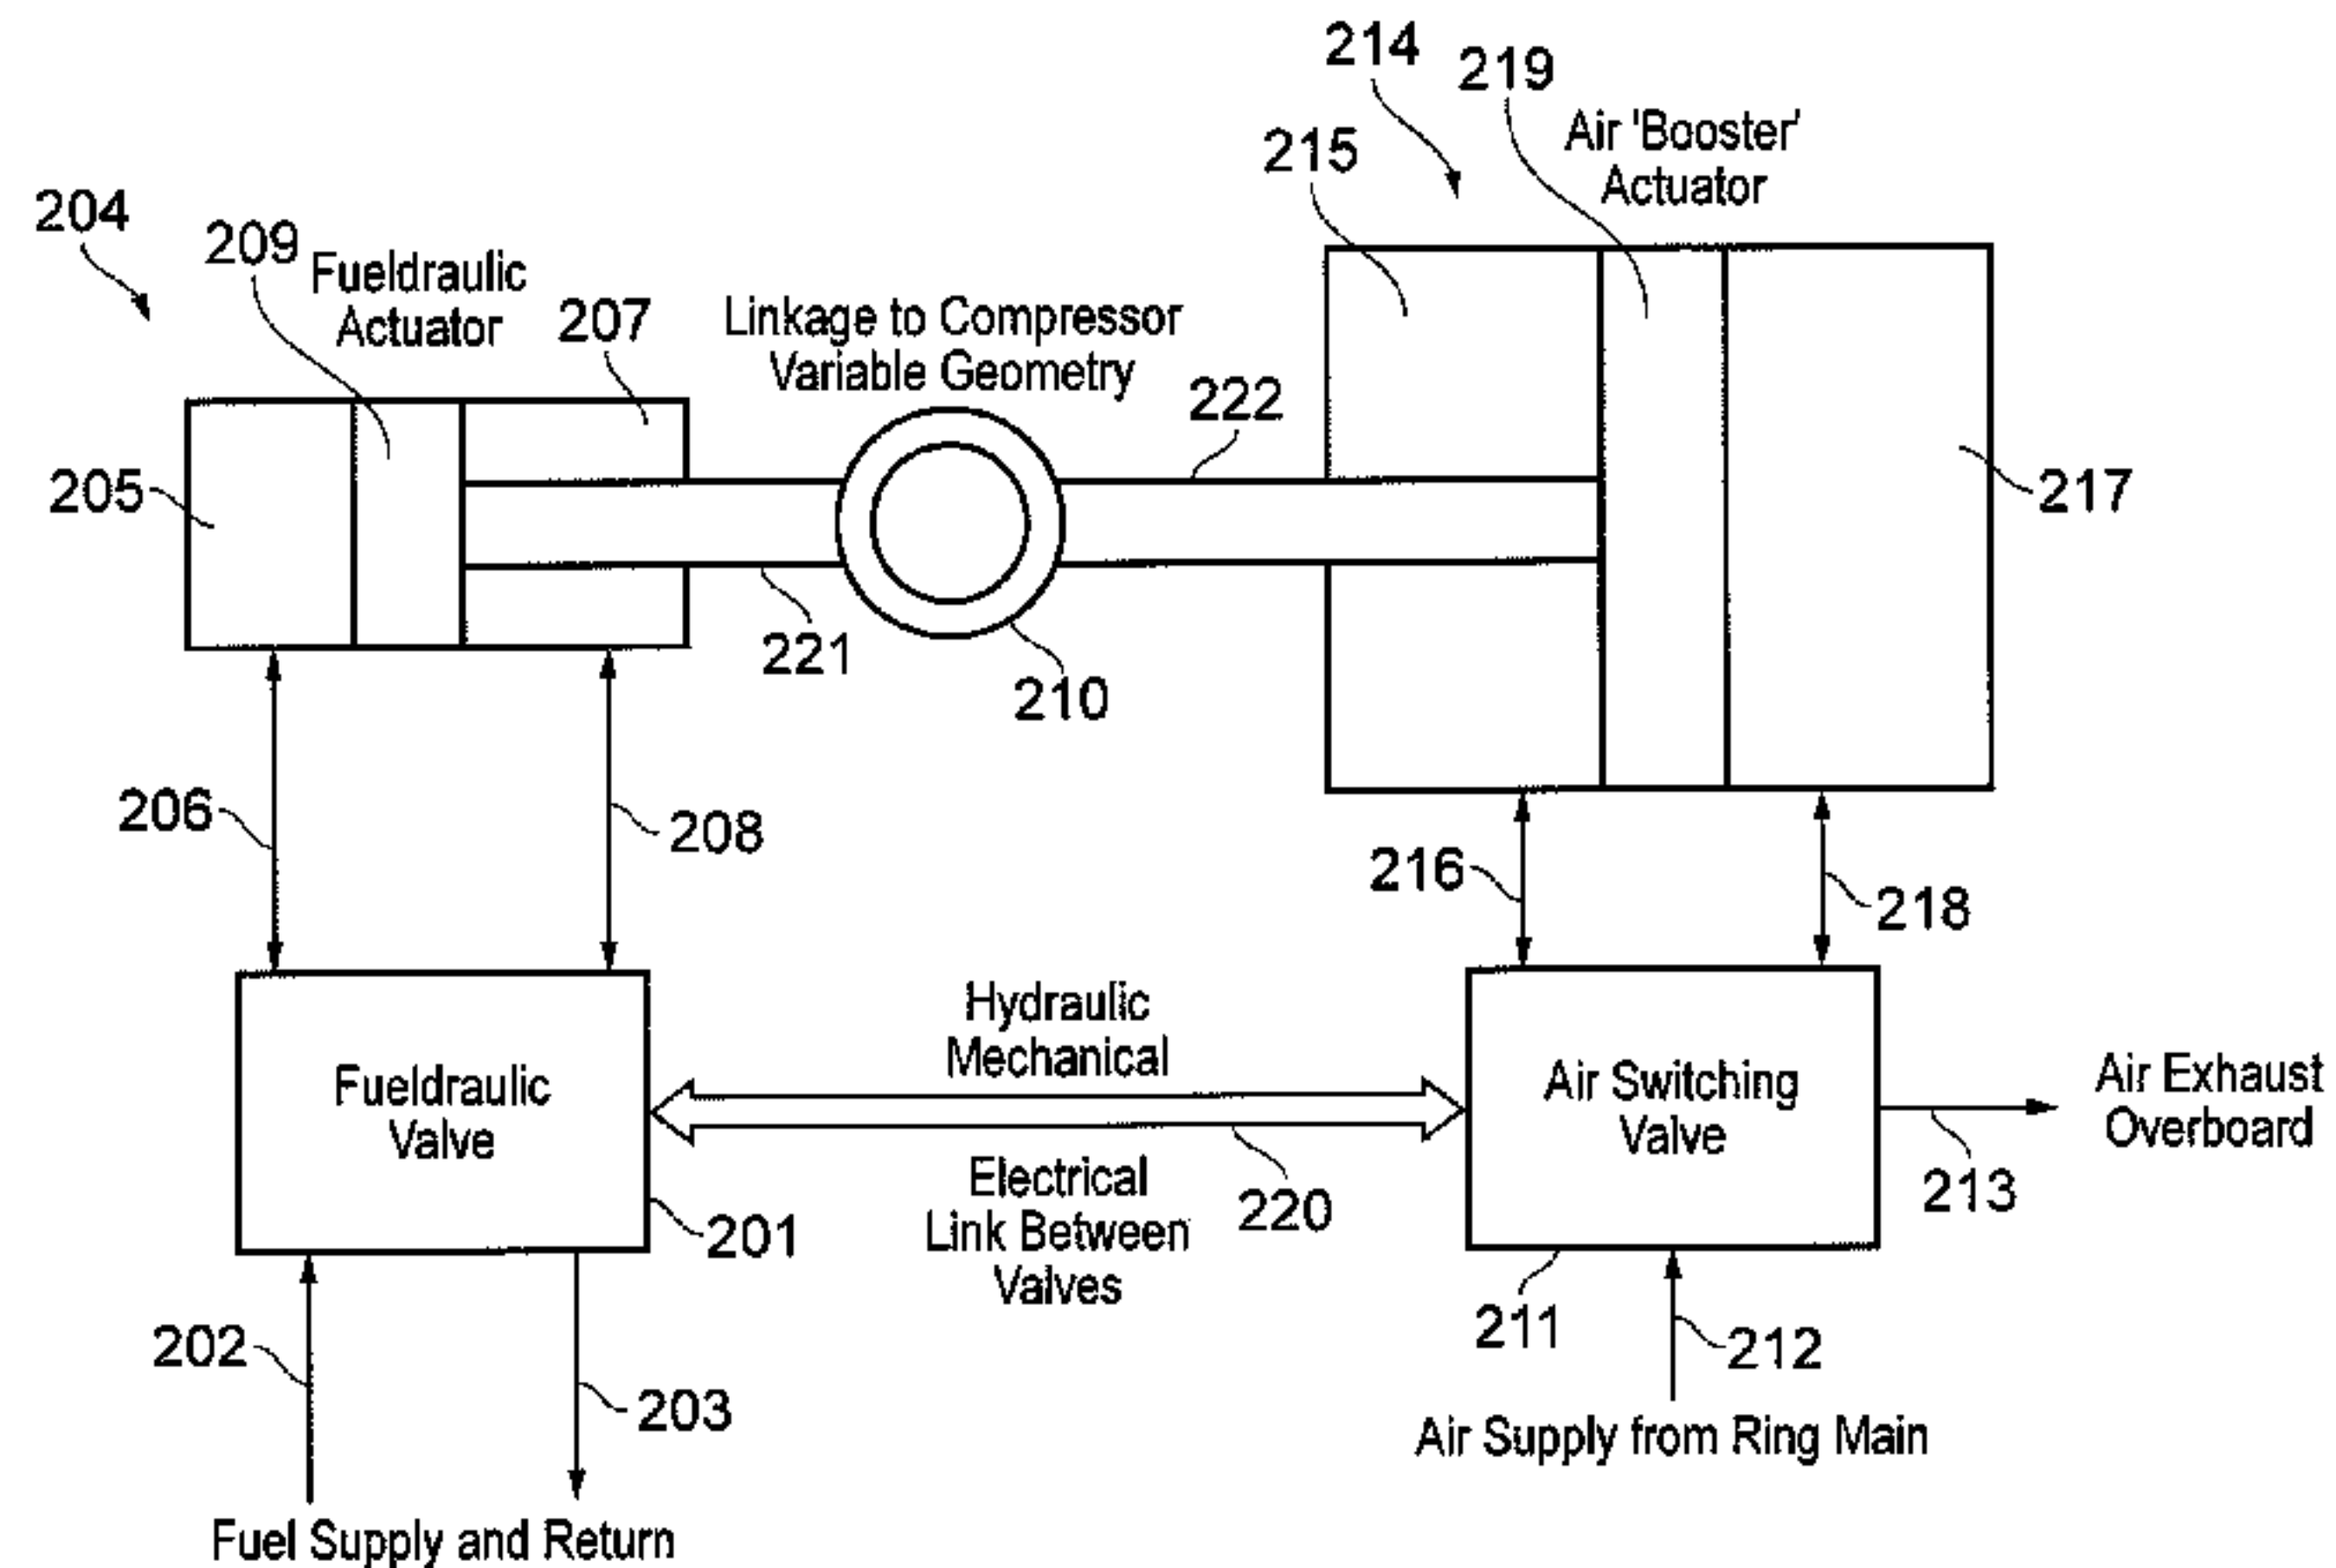 214
219
Air 'Booster'
Actuator
215
204
209
Fueldraulic
Actuator
207
Linkage to Compressor
Variable Geometry
222
205
217
221
210
206
208
216
218
Hydraulic
Mechanical
Fueldraulic
Valve
Air Switching
Valve
Air Exhaust
Overboard
Electrical
Link Between
Valves
220
213
201
211
212
202
203
Air Supply from Ring Main
Fuel Supply and Return